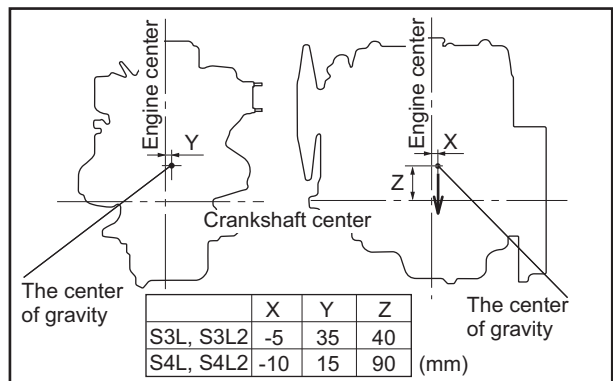 Engine center
Y
Engine center
X
Z
Crankshaft center
The center
of gravity
The center
of gravity
X Y Z
S3L, S3L2 -5 35 40
S4L, S4L2 -10 15 90 (mm)